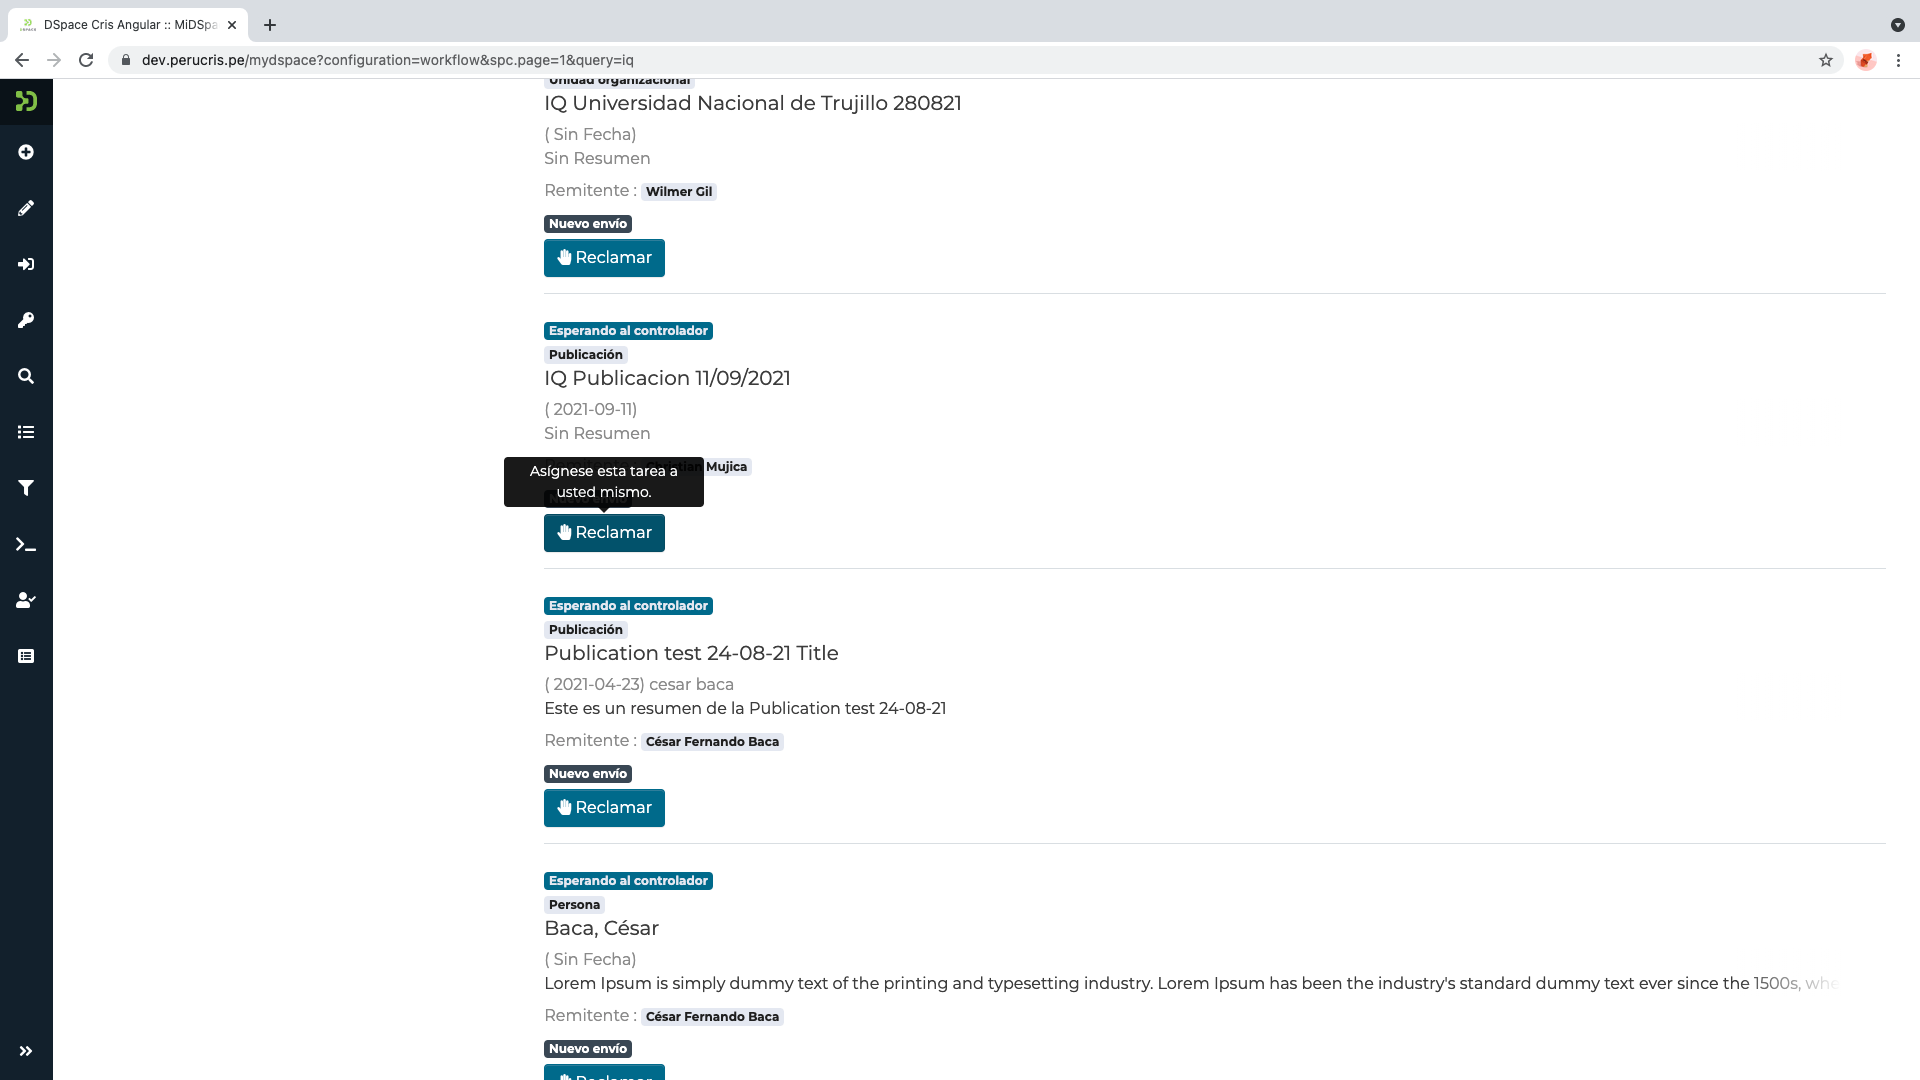 DSpace Cris Angular :: MiDSpa
dev.perucris.pe/mydspace?configuration=workflow&spc.page=1&query=iq
Unidad organizacional
IQ Universidad Nacional de Trujillo 280821
( Sin Fecha)
Sin Resumen
Remitente : Wilmer Gil
Nuevo envío
Reclamar
Esperando al controlador
Publicación
IQ Publicacion 11/09/2021
( 2021-09-11)
Sin Resumen
Mujica
Asígnese esta tarea a
usted mismo.
Reclamar
Esperando al controlador
Publicación
Publication test 24-08-21 Title
( 2021-04-23) cesar baca
Este es un resumen de la Publication test 24-08-21
Remitente : César Fernando Baca
Nuevo envío
Reclamar
Esperando al controlador
Persona
Baca, César
( Sin Fecha)
Lorem Ipsum is simply dummy text of the printing and typesetting industry. Lorem Ipsum has been the industry's standard dummy text ever since the 1500s, whe
Remitente : César Fernando Baca
Nuevo envío
Reclamar